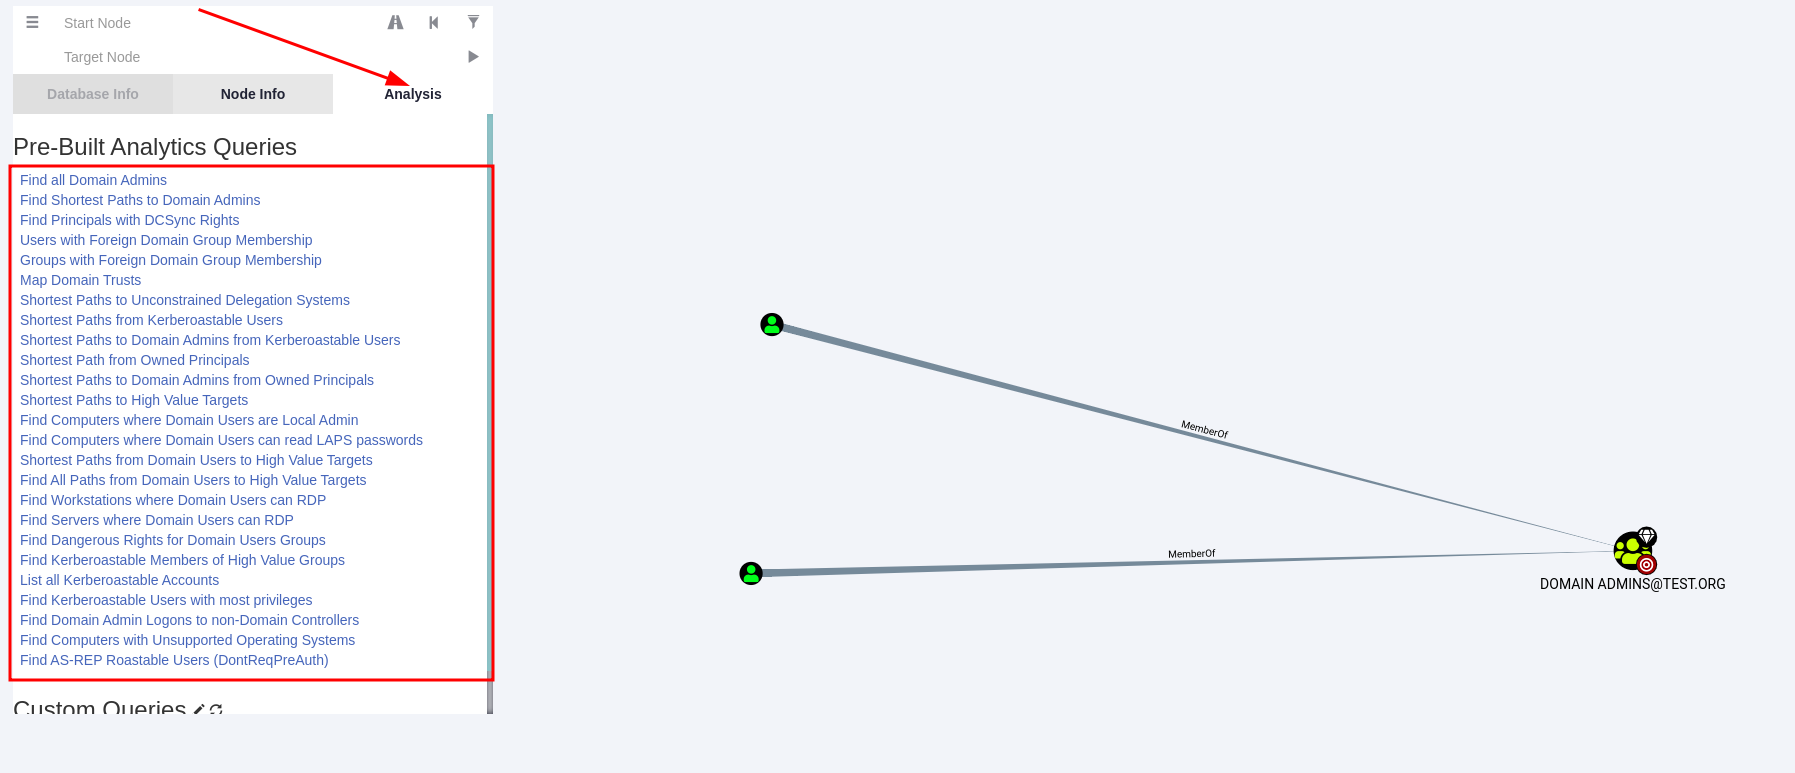 Start Node
Target Node
Database Info
Node Info
Analysis
Pre-Built Analytics Queries
Find all Domain Admins
Find Shortest Paths to Domain Admins
Find Principals with DCSync Rights
Users with Foreign Domain Group Membership
Groups with Foreign Domain Group Membership
Map Domain Trusts
Shortest Paths to Unconstrained Delegation Systems
Shortest Paths from Kerberoastable Users
Shortest Paths to Domain Admins from Kerberoastable Users
Shortest Path from Owned Principals
Shortest Paths to Domain Admins from Owned Principals
Shortest Paths to High Value Targets
Find Computers where Domain Users are Local Admin
Find Computers where Domain Users can read LAPS passwords
Shortest Paths from Domain Users to High Value Targets
Find All Paths from Domain Users to High Value Targets
Find Workstations where Domain Users can RDP
Find Servers where Domain Users can RDP
Find Dangerous Rights for Domain Users Groups
Find Kerberoastable Members of High Value Groups
List all Kerberoastable Accounts
Find Kerberoastable Users with most privileges
Find Domain Admin Logons to non-Domain Controllers
Find Computers with Unsupported Operating Systems
Find AS-REP Roastable Users (DontReqPreAuth)
Custom Queries
MemberOf
MemberOf
DOMAIN ADMINS@TEST.ORG